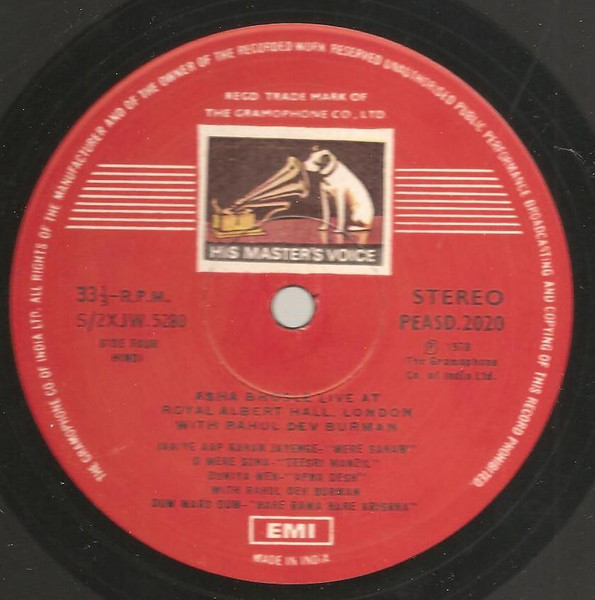 THE GRAMOPHONE CO OF INDIA LTD. ALL RIGHTS OF THE MANUFACTURER AND OF THE OWNER OF THE RECORDED WORK RESERVED UNAUTHORISED PUBLIC PERFORMANCE BROADCASTING AND COPYING OF THIS RECORD PROHIBITED.
REGD. TRADE MARK OF
THE GRAMOPHONE CO., LTD.
HIS MASTER'S VOICE
33⅓-R.P.M. STEREO
S/2XJW.5280 PEASD.2020
SIDE FOUR ℗ 1978
HINDI The Gramophone
Co. of India Ltd.
ASHA BHOSLE LIVE AT
ROYAL ALBERT HALL, LONDON
WITH RAHUL DEV BURMAN
JAAIYE AAP KAHAN JAYENGE-"MERE SANAM"
O MERE SONA-"TEESRI MANZIL"
DUNIYA MEN-"APNA DESH"
WITH RAHUL DEV BURMAN
DUM MARO DUM-"HARE RAMA HARE KRISHNA"
EMI
MADE IN INDIA